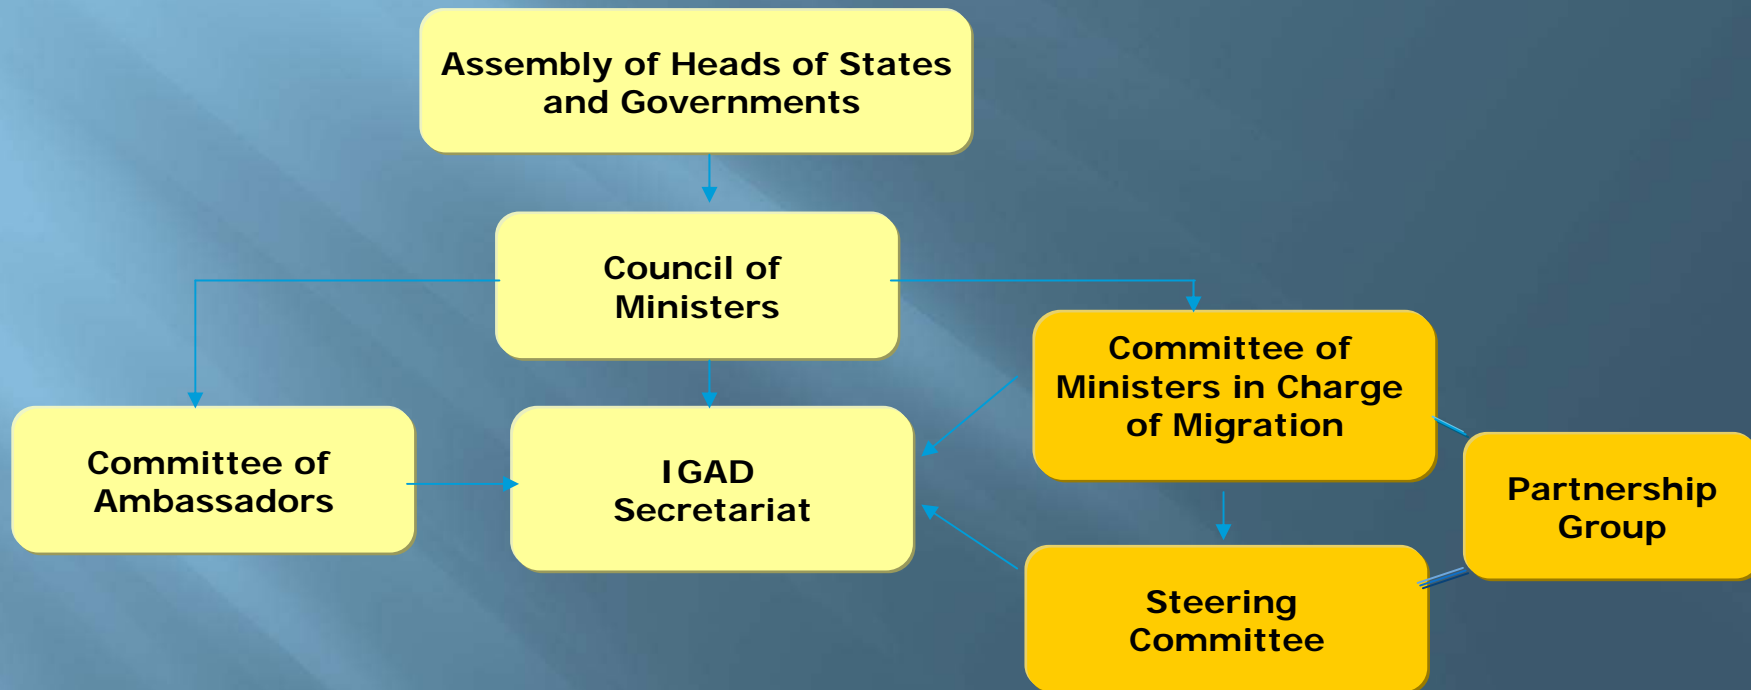 Assembly of Heads of States
and Governments
Council of
Ministers
Committee of
Ministers in Charge
of Migration
Committee of
Ambassadors
IGAD
Secretariat
Partnership
Group
Steering
Committee